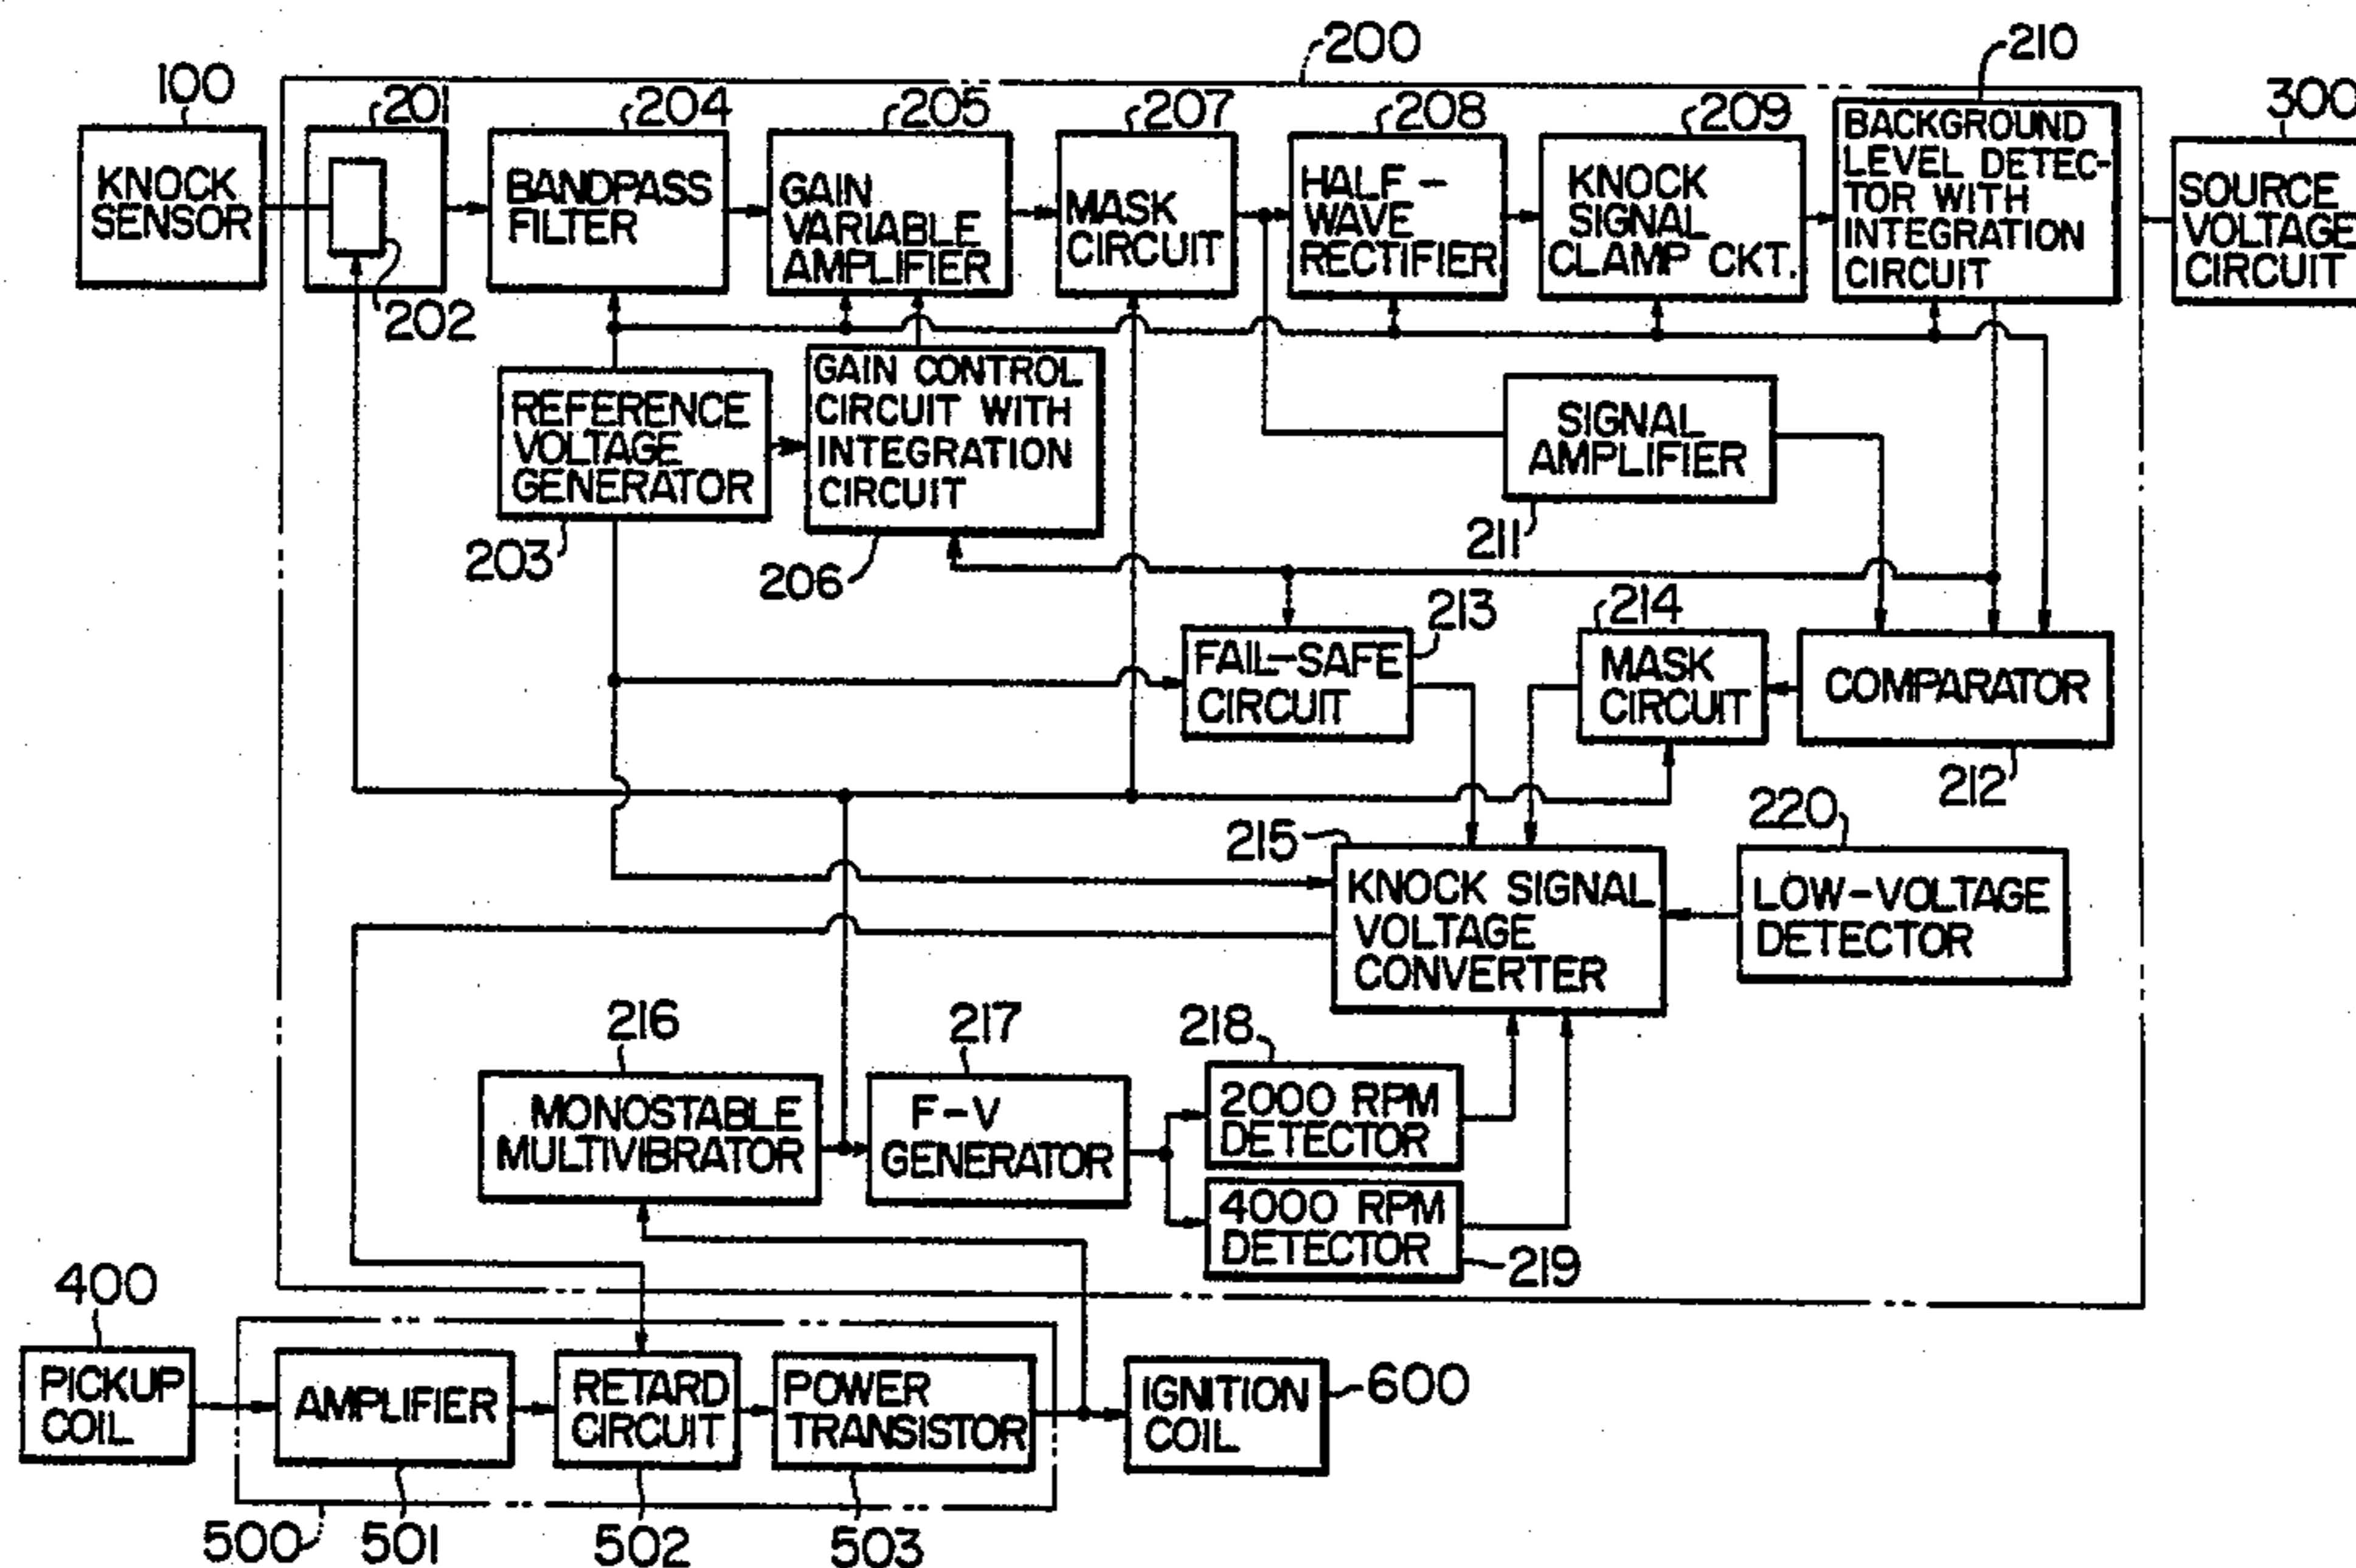 200
210
100
201
204
205
207
208
209
300
KNOCK
SENSOR
202
BANDPASS
FILTER
GAIN
VARIABLE
AMPLIFIER
MASK
CIRCUIT
HALF-
WAVE
RECTIFIER
KNOCK
SIGNAL
CLAMP CKT.
BACKGROUND
LEVEL DETEC-
TOR WITH
INTEGRATION
CIRCUIT
SOURCE
VOLTAGE
CIRCUIT
REFERENCE
VOLTAGE
GENERATOR
203
GAIN CONTROL
CIRCUIT WITH
INTEGRATION
CIRCUIT
206
SIGNAL
AMPLIFIER
211
213
FAIL-SAFE
CIRCUIT
214
MASK
CIRCUIT
COMPARATOR
212
215
KNOCK SIGNAL
VOLTAGE
CONVERTER
220
LOW-VOLTAGE
DETECTOR
216
MONOSTABLE
MULTIVIBRATOR
217
F-V
GENERATOR
218
2000 RPM
DETECTOR
4000 RPM
DETECTOR
219
400
PICKUP
COIL
AMPLIFIER
RETARD
CIRCUIT
POWER
TRANSISTOR
IGNITION
COIL
600
500
501
502
503